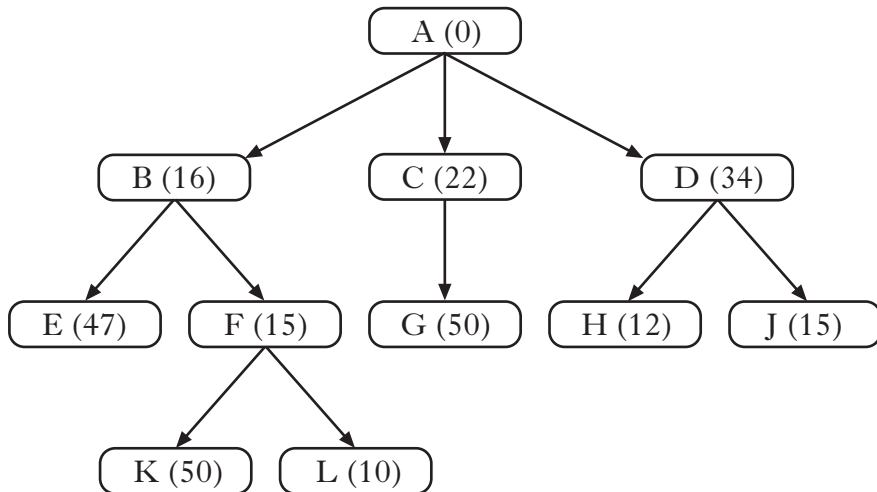 A (0)
B (16)
C (22)
D (34)
E (47)
F (15)
G (50)
H (12)
J (15)
K (50)
L (10)